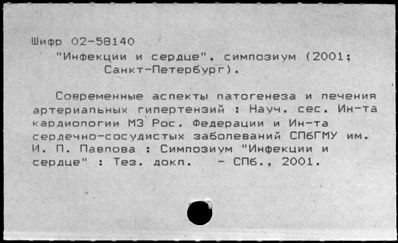 Шифр 02-58140
"Инфекции и сердце", симпозиум (2001;
Санкт-Петербург).
Современные аспекты патогенеза и лечения
артериальных гипертензий : Науч. сес. Ин-та
кардиологии МЗ Рос. Федерации и Ин-та
сердечно-сосудистых заболеваний СПбГМУ им.
И. П. Павлова : Симпозиум "Инфекции и
сердце" : Тез. докл. - СПб., 2001.